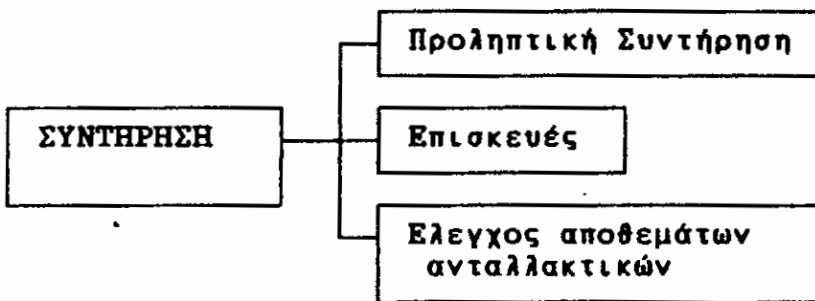 Προληπτική Συντήρηση
ΣΥΝΤΗΡΗΣΗ
Επισκευές
Ελεγχος αποθεμάτων
ανταλλακτικών